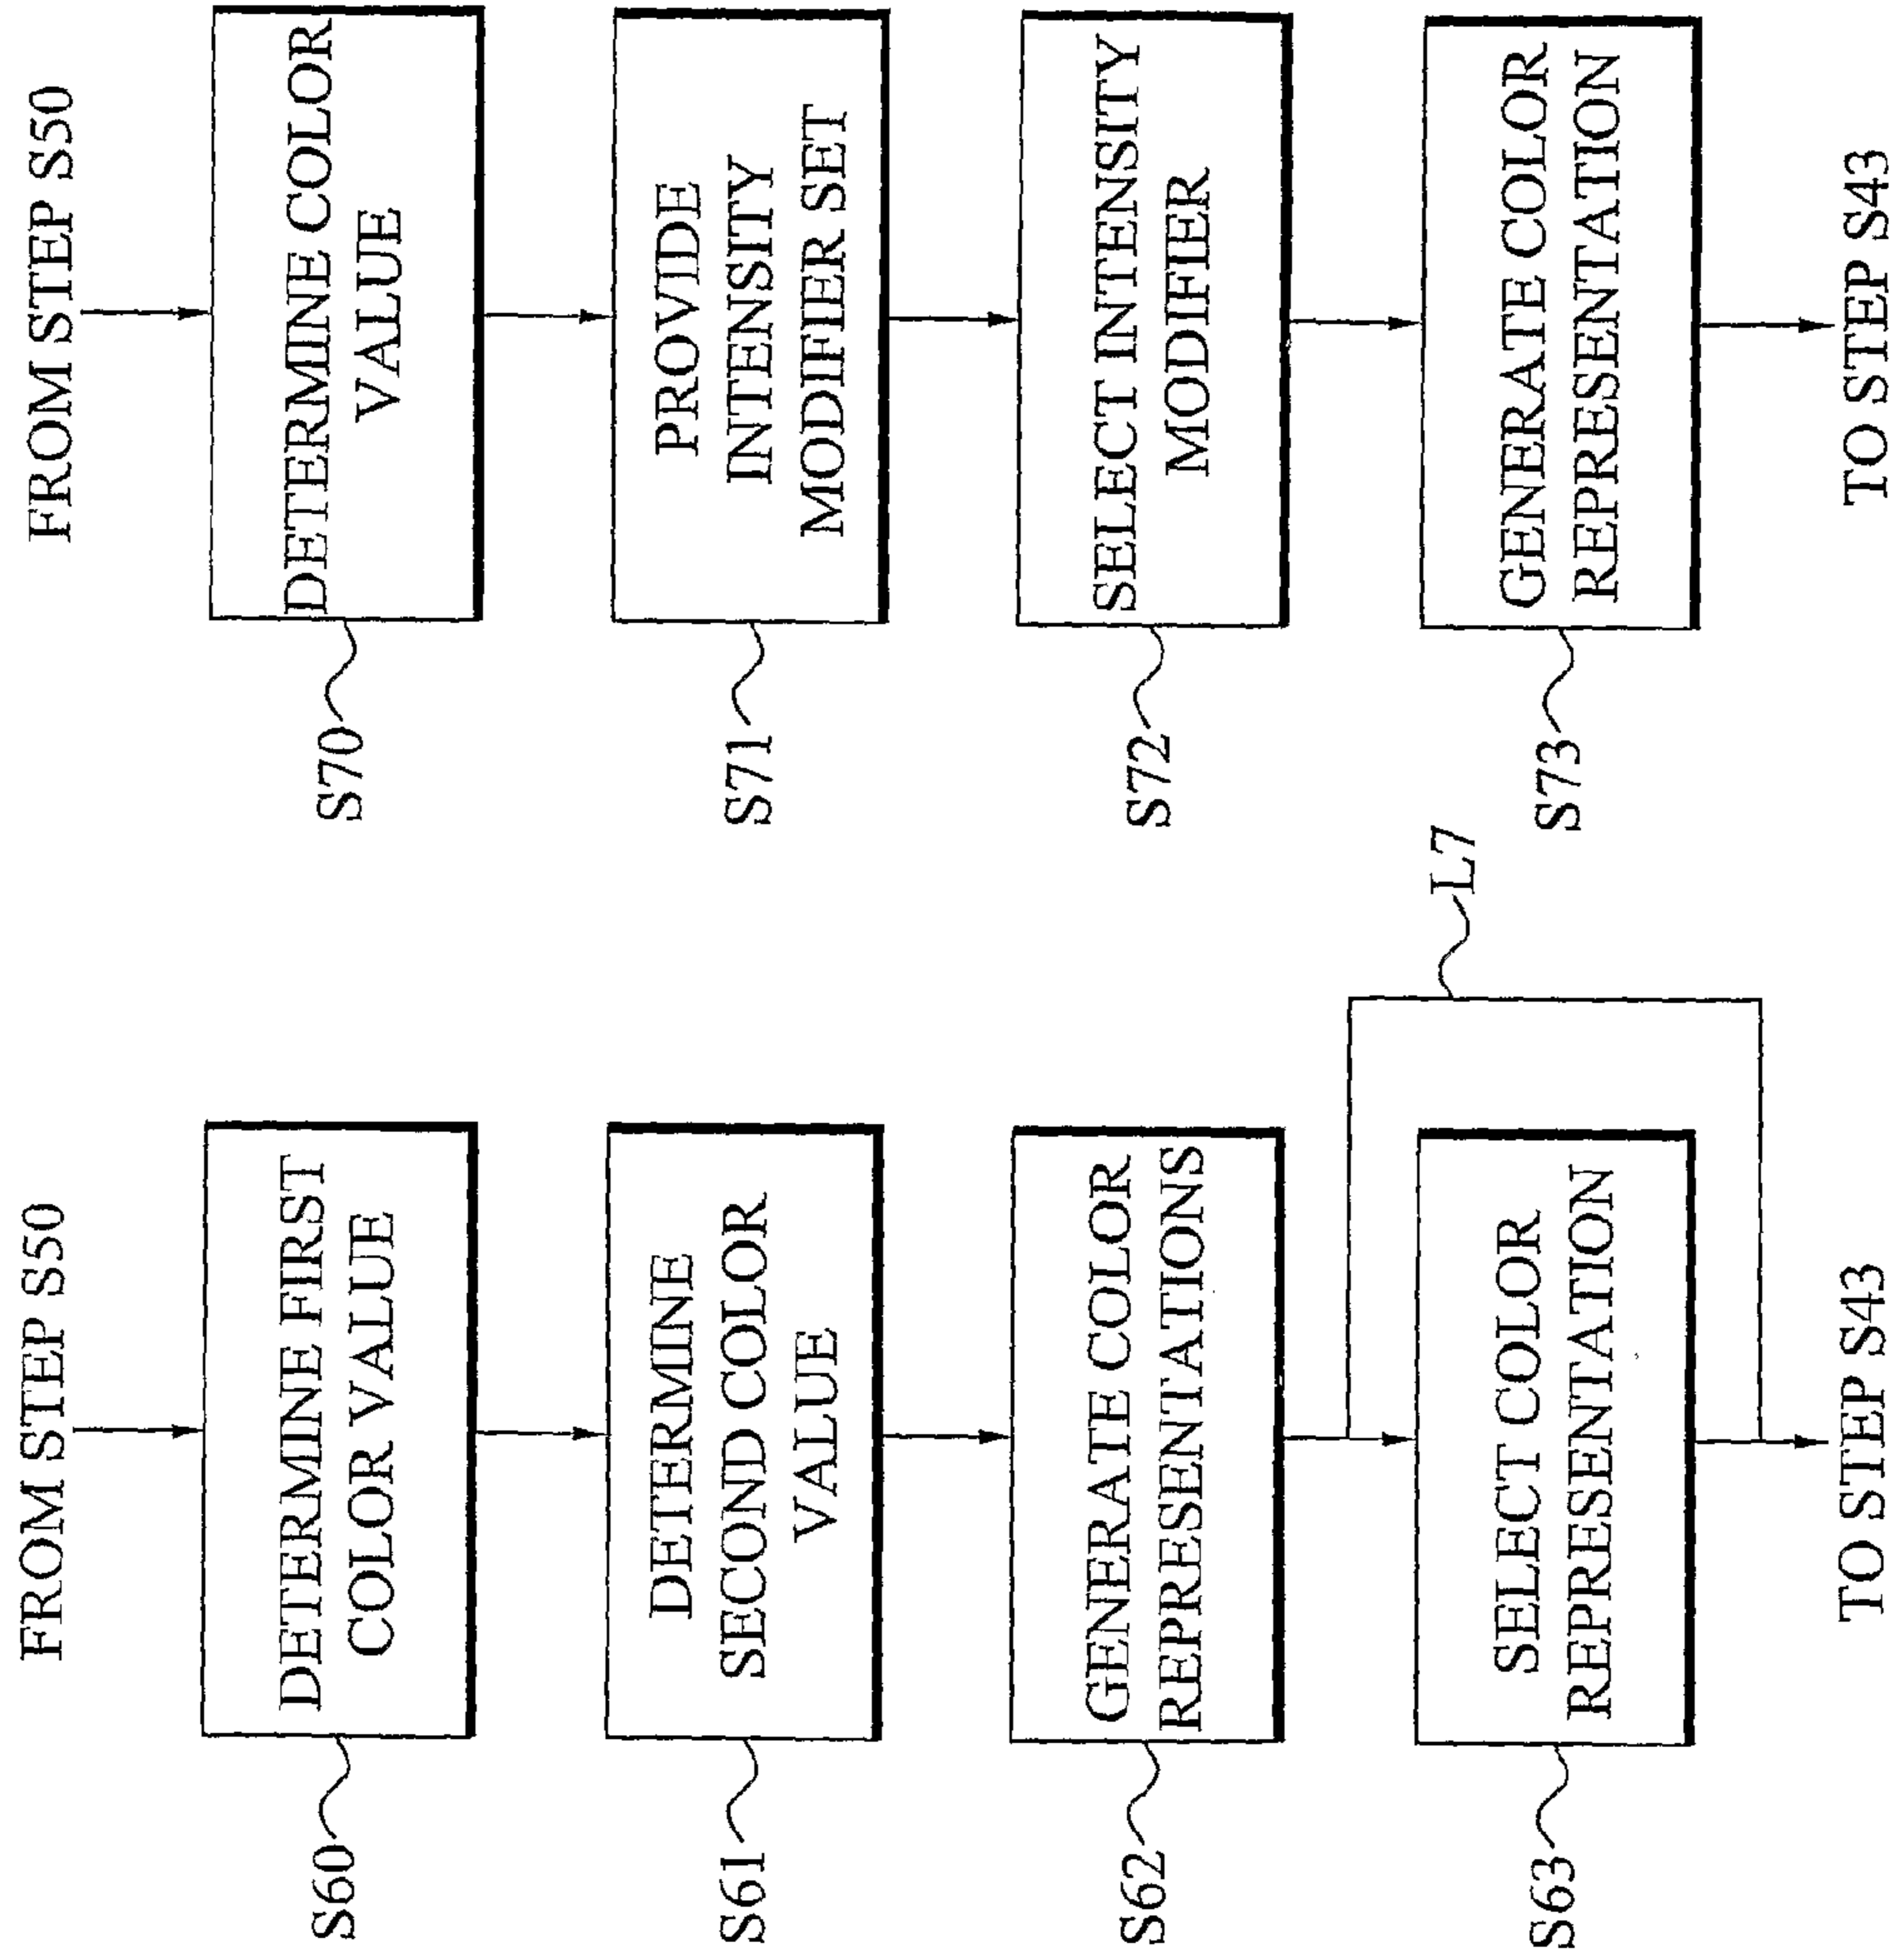 FROM STEP S50
S60
DETERMINE FIRST
COLOR VALUE
S61
DETERMINE
SECOND COLOR
VALUE
S62
GENERATE COLOR
REPRESENTATIONS
L7
S63
SELECT COLOR
REPRESENTATION
TO STEP S43
FROM STEP S50
S70
DETERMINE COLOR
VALUE
S71
PROVIDE
INTENSITY
MODIFIER SET
S72
SELECT INTENSITY
MODIFIER
S73
GENERATE COLOR
REPRESENTATION
TO STEP S43